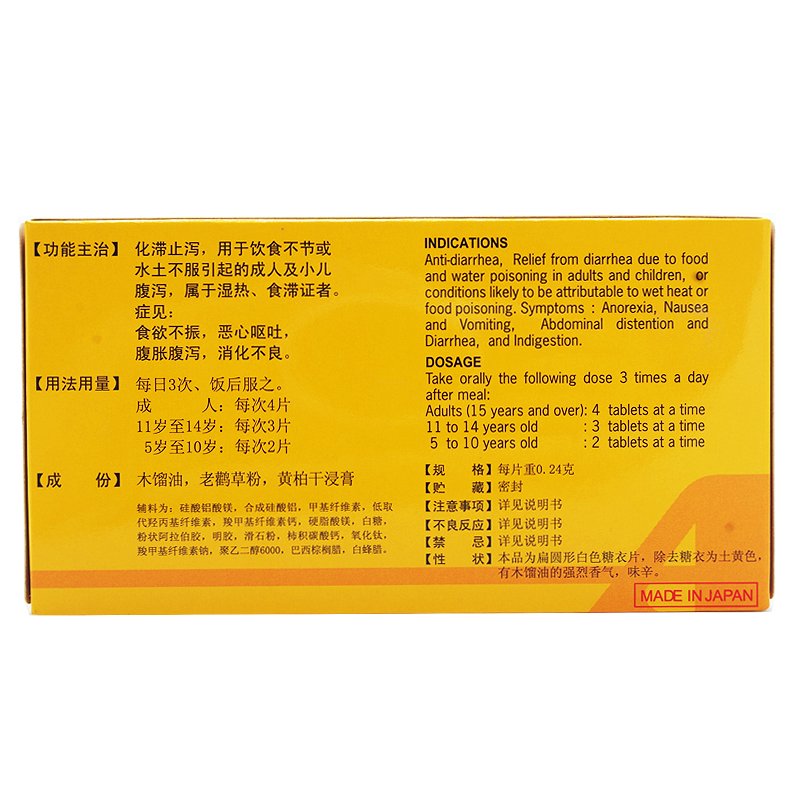 【功能主治】 化滞止泻，用于饮食不节或
水土不服引起的成人及小儿
腹泻，属于湿热、食滞证者。
症见：
食欲不振，恶心呕吐，
腹胀腹泻，消化不良。
【用法用量】 每日3次、饭后服之。
成 人：每次4片
11岁至14岁：每次3片
5岁至10岁：每次2片
【成 份】 木馏油，老鹳草粉，黄柏干浸膏
辅料为：硅酸铝酸镁，合成硅酸铝，甲基纤维素，低取
代羟丙基纤维素，羧甲基纤维素钙，硬脂酸镁，白糖，
粉状阿拉伯胶，明胶，滑石粉，柿积碳酸钙，氧化钛，
羧甲基纤维素钠，聚乙二醇6000，巴西棕榈腊，白蜂腊。
INDICATIONS
Anti-diarrhea, Relief from diarrhea due to food
and water poisoning in adults and children, or
conditions likely to be attributable to wet heat or
food poisoning. Symptoms : Anorexia, Nausea
and Vomiting, Abdominal distention and
Diarrhea, and Indigestion.
DOSAGE
Take orally the following dose 3 times a day
after meal:
Adults (15 years and over): 4 tablets at a time
11 to 14 years old : 3 tablets at a time
5 to 10 years old : 2 tablets at a time
【规 格】每片重0.24克
【贮 藏】密封
【注意事项】详见说明书
【不良反应】详见说明书
【禁 忌】详见说明书
【性 状】本品为扁圆形白色糖衣片，除去糖衣为土黄色，
有木馏油的强烈香气，味辛。
MADE IN JAPAN